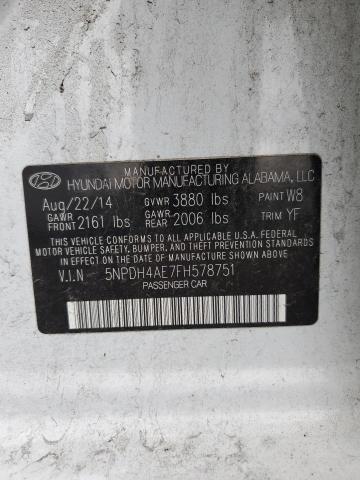 MANUFACTURED BY
HYUNDAI MOTOR MANUFACTURING ALABAMA, LLC
Aug/22/14 GVWR 3880 lbs PAINT W8
GAWR FRONT 2161 lbs GAWR REAR 2006 lbs TRIM YF
THIS VEHICLE CONFORMS TO ALL APPLICABLE U.S.A. FEDERAL
MOTOR VEHICLE SAFETY, BUMPER, AND THEFT PREVENTION
STANDARDS IN EFFECT ON THE DATE OF MANUFACTURE SHOWN ABOVE.
V.I.N 5NPDH4AE7FH578751
PASSENGER CAR